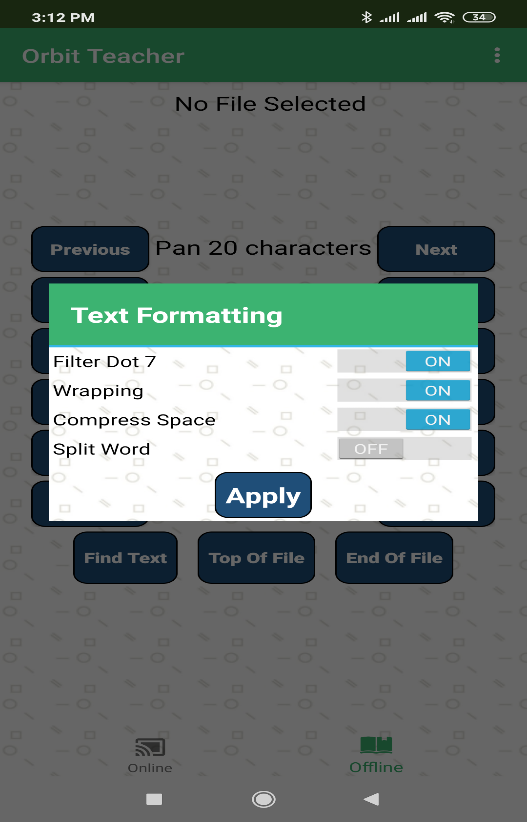 3:12 PM 34
Orbit Teacher
No File Selected
Previous Pan 20 characters Next
Text Formatting
Filter Dot 7 ON
Wrapping ON
Compress Space ON
Split Word OFF
Apply
Find Text Top Of File End Of File
Online Offline